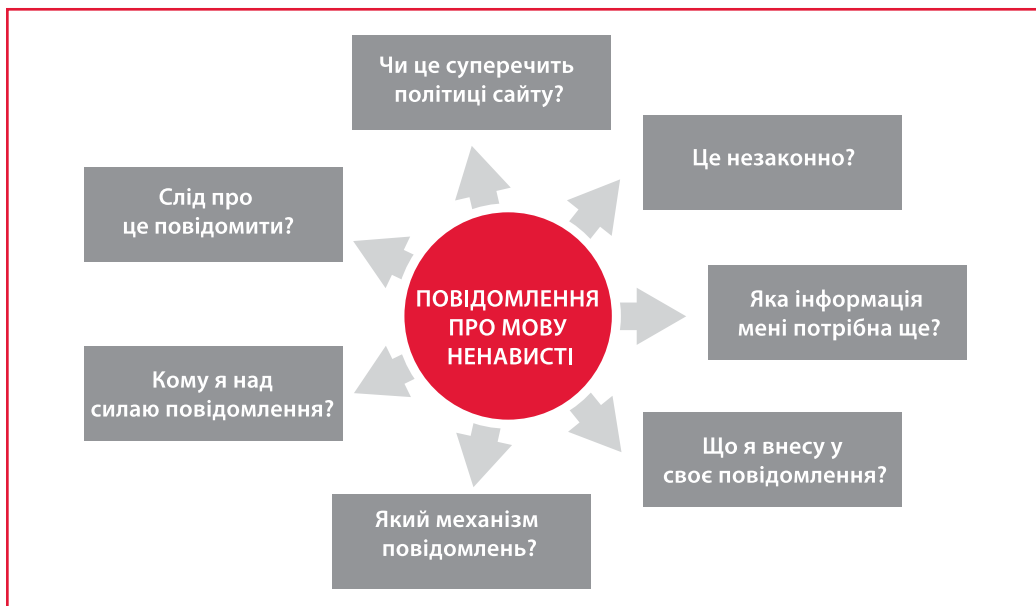 Чи це суперечить
політиці сайту?
Це незаконно?
Слід про
це повідомити?
ПОВІДОМЛЕННЯ
ПРО МОВУ
НЕНАВИСТІ
Яка інформація
мені потрібна ще?
Кому я над
силаю повідомлення?
Що я внесу у
своє повідомлення?
Який механізм
повідомлень?